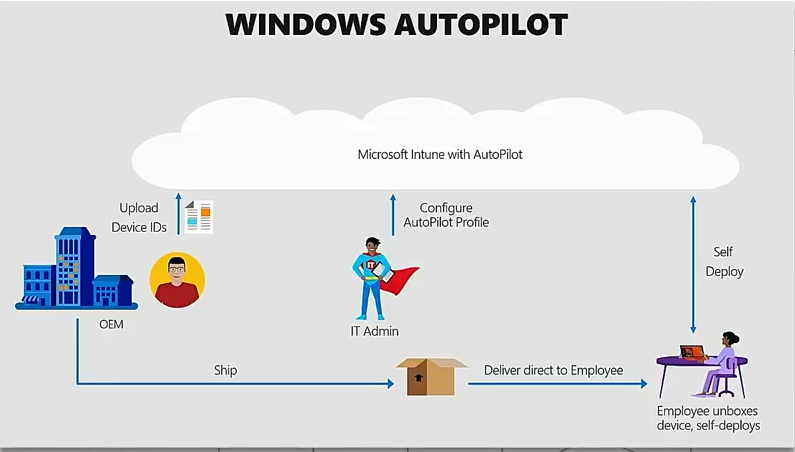 WINDOWS AUTOPILOT
Microsoft Intune with AutoPilot
Upload
Device IDs
Configure
AutoPilot Profile
Self
Deploy
IT
OEM
IT Admin
Ship
Deliver direct to Employee
Employee unboxes
device, self-deploys